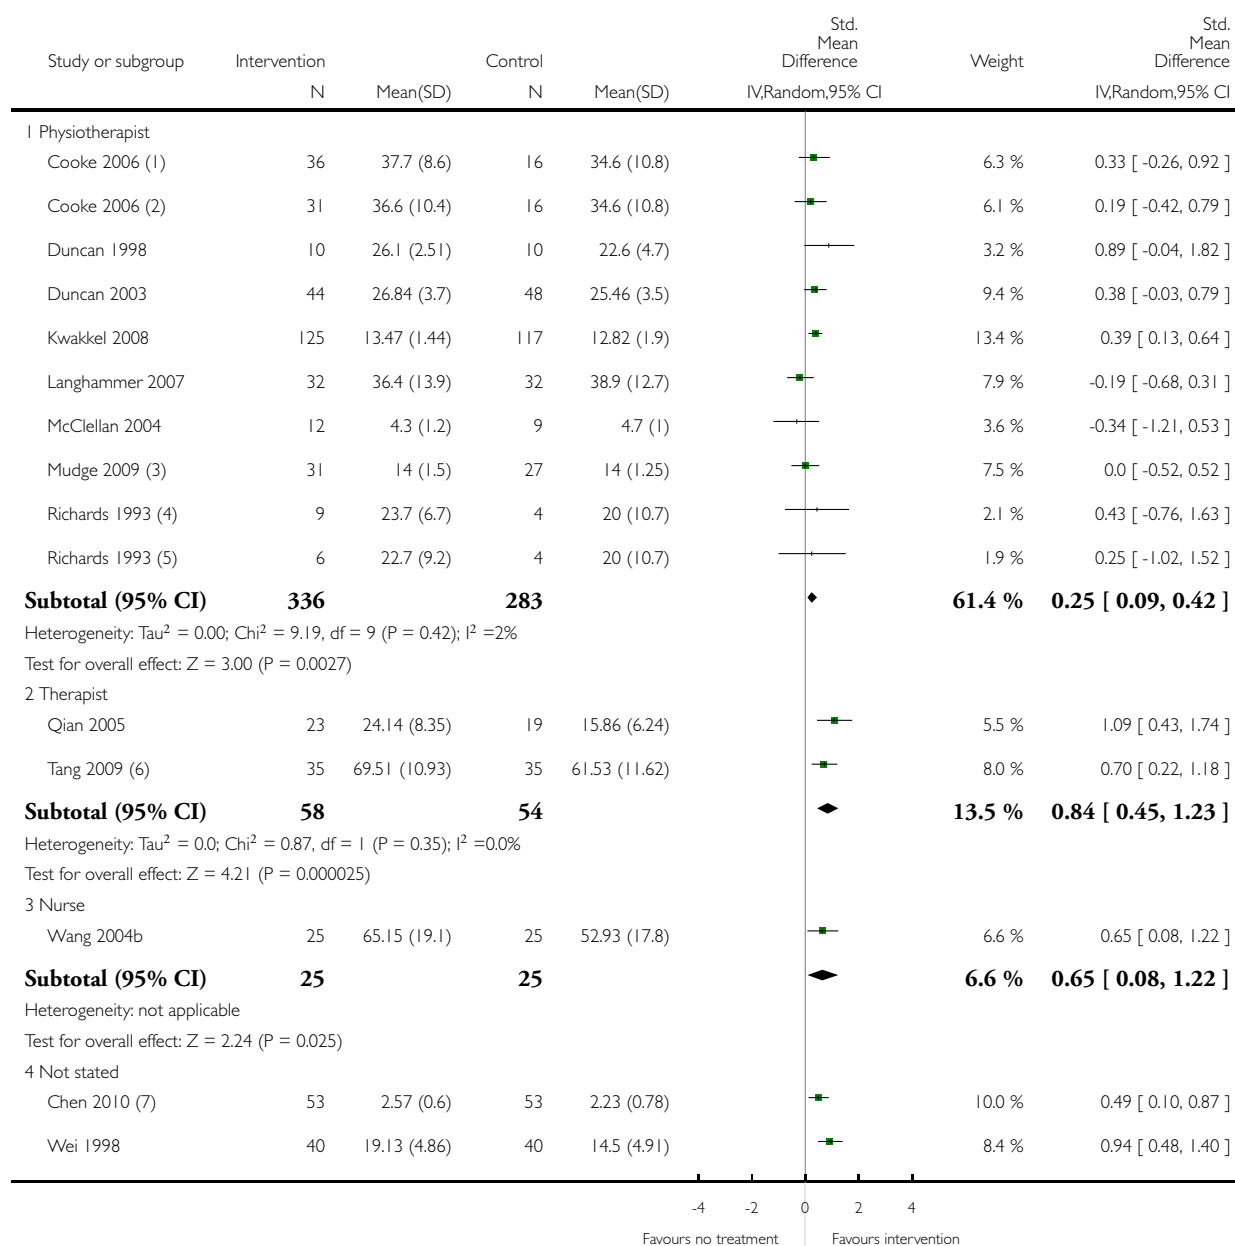 Study or subgroup Intervention Control Std. Mean Difference Weight Std. Mean Difference
N Mean(SD) N Mean(SD) IV,Random,95% CI IV,Random,95% CI
1 Physiotherapist
Cooke 2006 (1) 36 37.7 (8.6) 16 34.6 (10.8) 6.3 % 0.33 [ -0.26, 0.92 ]
Cooke 2006 (2) 31 36.6 (10.4) 16 34.6 (10.8) 6.1 % 0.19 [ -0.42, 0.79 ]
Duncan 1998 10 26.1 (2.51) 10 22.6 (4.7) 3.2 % 0.89 [ -0.04, 1.82 ]
Duncan 2003 44 26.84 (3.7) 48 25.46 (3.5) 9.4 % 0.38 [ -0.03, 0.79 ]
Kwakkel 2008 125 13.47 (1.44) 117 12.82 (1.9) 13.4 % 0.39 [ 0.13, 0.64 ]
Langhammer 2007 32 36.4 (13.9) 32 38.9 (12.7) 7.9 % -0.19 [ -0.68, 0.31 ]
McClellan 2004 12 4.3 (1.2) 9 4.7 (1) 3.6 % -0.34 [ -1.21, 0.53 ]
Mudge 2009 (3) 31 14 (1.5) 27 14 (1.25) 7.5 % 0.0 [ -0.52, 0.52 ]
Richards 1993 (4) 9 23.7 (6.7) 4 20 (10.7) 2.1 % 0.43 [ -0.76, 1.63 ]
Richards 1993 (5) 6 22.7 (9.2) 4 20 (10.7) 1.9 % 0.25 [ -1.02, 1.52 ]
Subtotal (95% CI) 336 283 61.4 % 0.25 [ 0.09, 0.42 ]
Heterogeneity: Tau² = 0.00; Chi² = 9.19, df = 9 (P = 0.42); I² =2%
Test for overall effect: Z = 3.00 (P = 0.0027)
2 Therapist
Qian 2005 23 24.14 (8.35) 19 15.86 (6.24) 5.5 % 1.09 [ 0.43, 1.74 ]
Tang 2009 (6) 35 69.51 (10.93) 35 61.53 (11.62) 8.0 % 0.70 [ 0.22, 1.18 ]
Subtotal (95% CI) 58 54 13.5 % 0.84 [ 0.45, 1.23 ]
Heterogeneity: Tau² = 0.0; Chi² = 0.87, df = 1 (P = 0.35); I² =0.0%
Test for overall effect: Z = 4.21 (P = 0.000025)
3 Nurse
Wang 2004b 25 65.15 (19.1) 25 52.93 (17.8) 6.6 % 0.65 [ 0.08, 1.22 ]
Subtotal (95% CI) 25 25 6.6 % 0.65 [ 0.08, 1.22 ]
Heterogeneity: not applicable
Test for overall effect: Z = 2.24 (P = 0.025)
4 Not stated
Chen 2010 (7) 53 2.57 (0.6) 53 2.23 (0.78) 10.0 % 0.49 [ 0.10, 0.87 ]
Wei 1998 40 19.13 (4.86) 40 14.5 (4.91) 8.4 % 0.94 [ 0.48, 1.40 ]
-4 -2 0 2 4
Favours no treatment Favours intervention